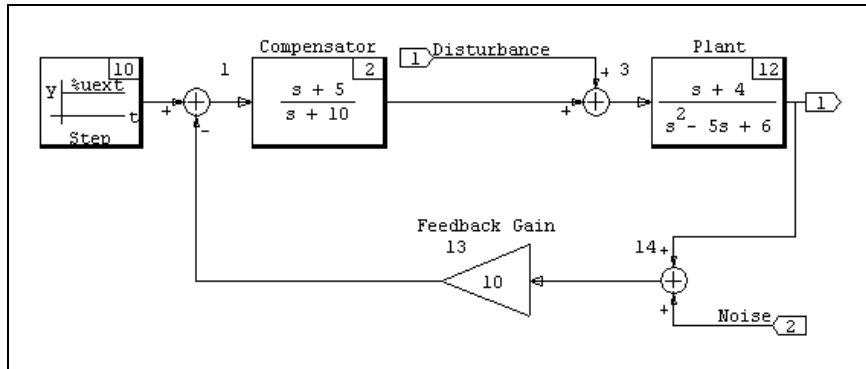 Compensator
Disturbance
Plant
10
1
2
1
+ 3
12
Y
%uext
t
Step
+
-
s + 5
s + 10
+
s + 4
s² - 5s + 6
1
Feedback Gain
13
10
14
+
+
Noise
2